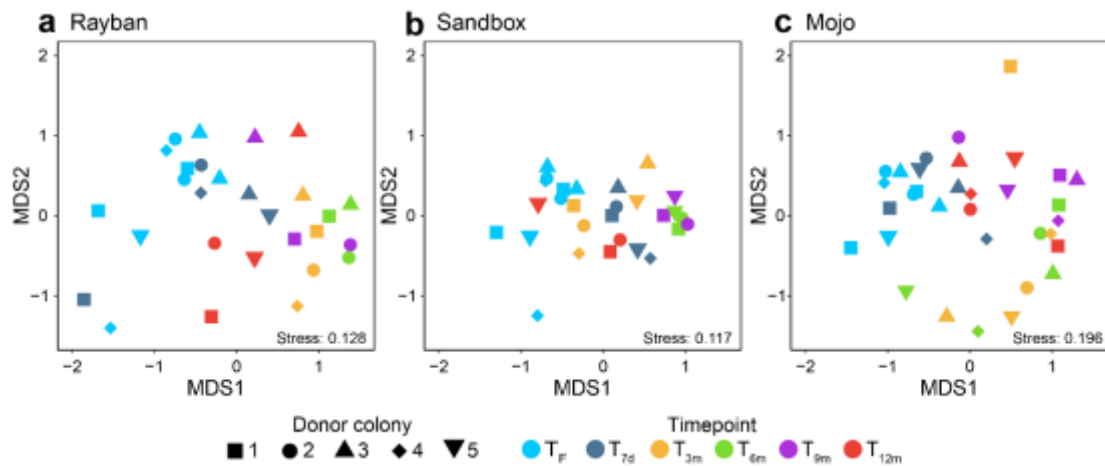 a Rayban
b Sandbox
c Mojo
MDS2
2
1
0
−1
−2
−1
0
1
MDS1
Stress: 0.128
MDS2
2
1
0
−1
−2
−1
0
1
MDS1
Stress: 0.117
MDS2
2
1
0
−1
−2
−1
0
1
MDS1
Stress: 0.196
Donor colony
1 2 3 4 5
Timepoint
TF T7d T3m T6m T9m T12m